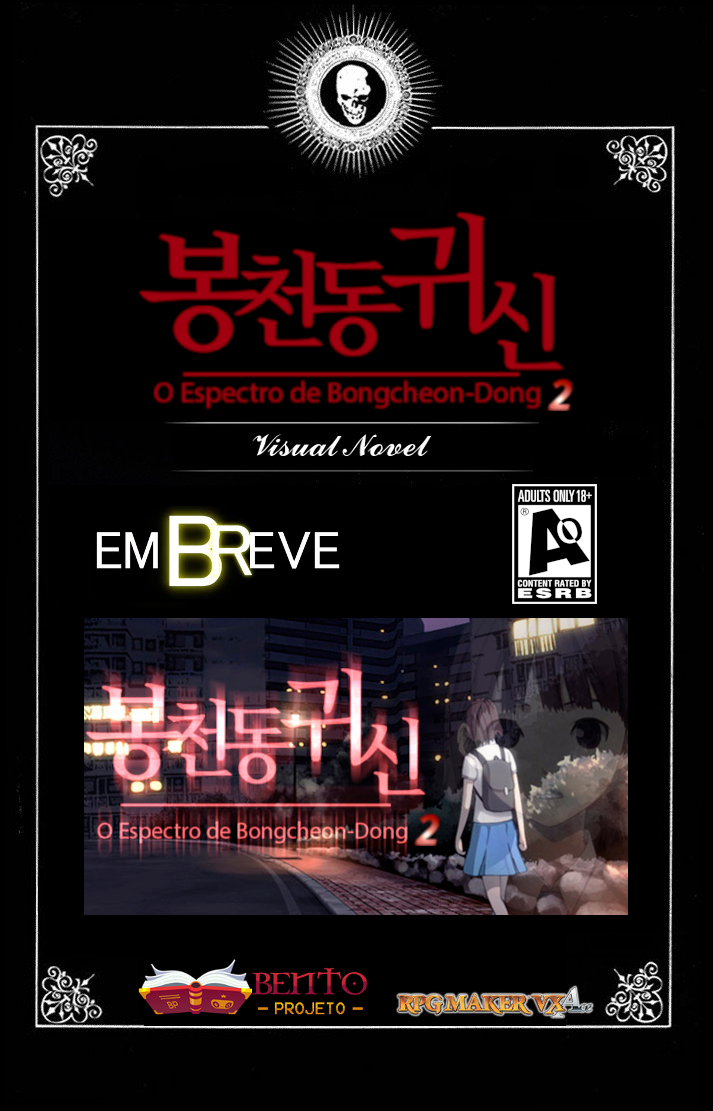 봉천동귀신
O Espectro de Bongcheon-Dong 2
Visual Novel
EM BREVE
ADULTS ONLY 18+
AO
®
CONTENT RATED BY
ESRB
봉천동귀신
O Espectro de Bongcheon-Dong 2
BP
BENTO
- PROJETO -
RPG MAKER VX Ace